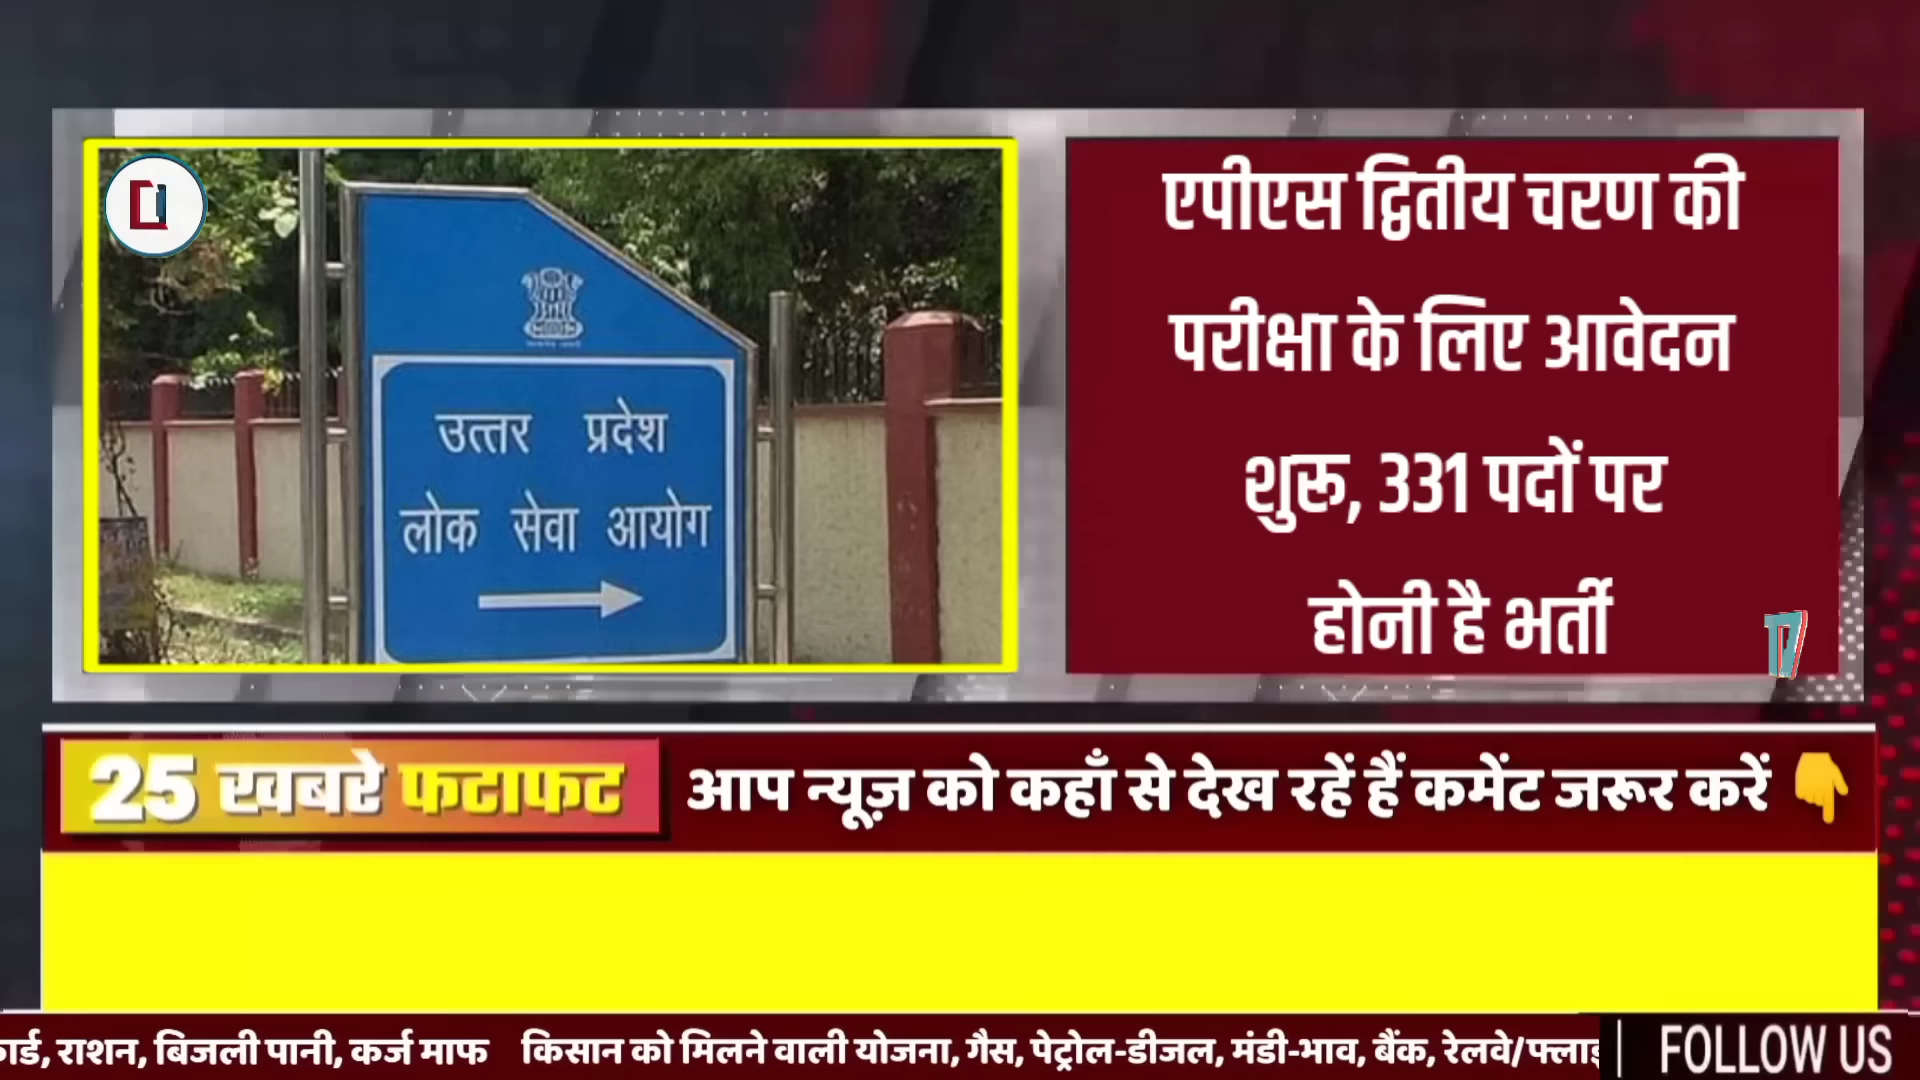 एपीएस द्वितीय चरण की
परीक्षा के लिए आवेदन
शुरू, 331 पदों पर
होनी है भर्ती
उत्तर प्रदेश
लोक सेवा आयोग
25 खबरे फटाफट
आप न्यूज़ को कहाँ से देख रहें हैं कमेंट जरूर करें 👇
राशन, बिजली पानी, कर्ज माफ किसान को मिलने वाली योजना, गैस, पेट्रोल-डीजल, मंडी-भाव, बैंक, रेलवे/
FOLLOW US